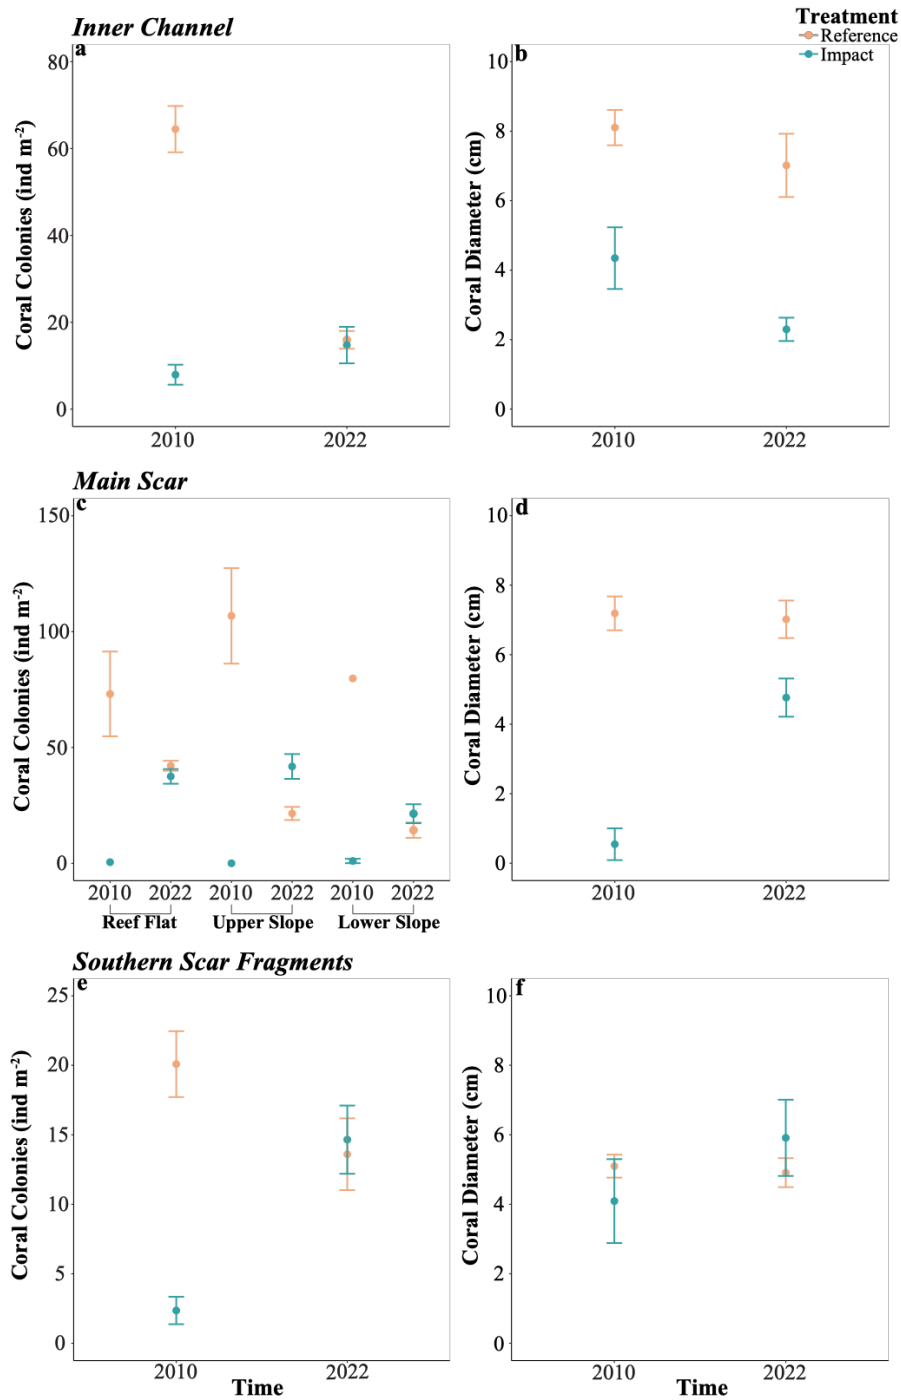 Inner Channel
Treatment
Reference
Impact
a
80
60
40
20
0
Coral Colonies (ind m-2)
2010 2022
b
10
8
6
4
2
0
Coral Diameter (cm)
2010 2022
Main Scar
c
150
100
50
0
Coral Colonies (ind m-2)
2010 2022 2010 2022 2010 2022
Reef Flat Upper Slope Lower Slope
d
10
8
6
4
2
0
Coral Diameter (cm)
2010 2022
Southern Scar Fragments
e
25
20
15
10
5
0
Coral Colonies (ind m-2)
2010 2022
Time
f
10
8
6
4
2
0
Coral Diameter (cm)
2010 2022
Time